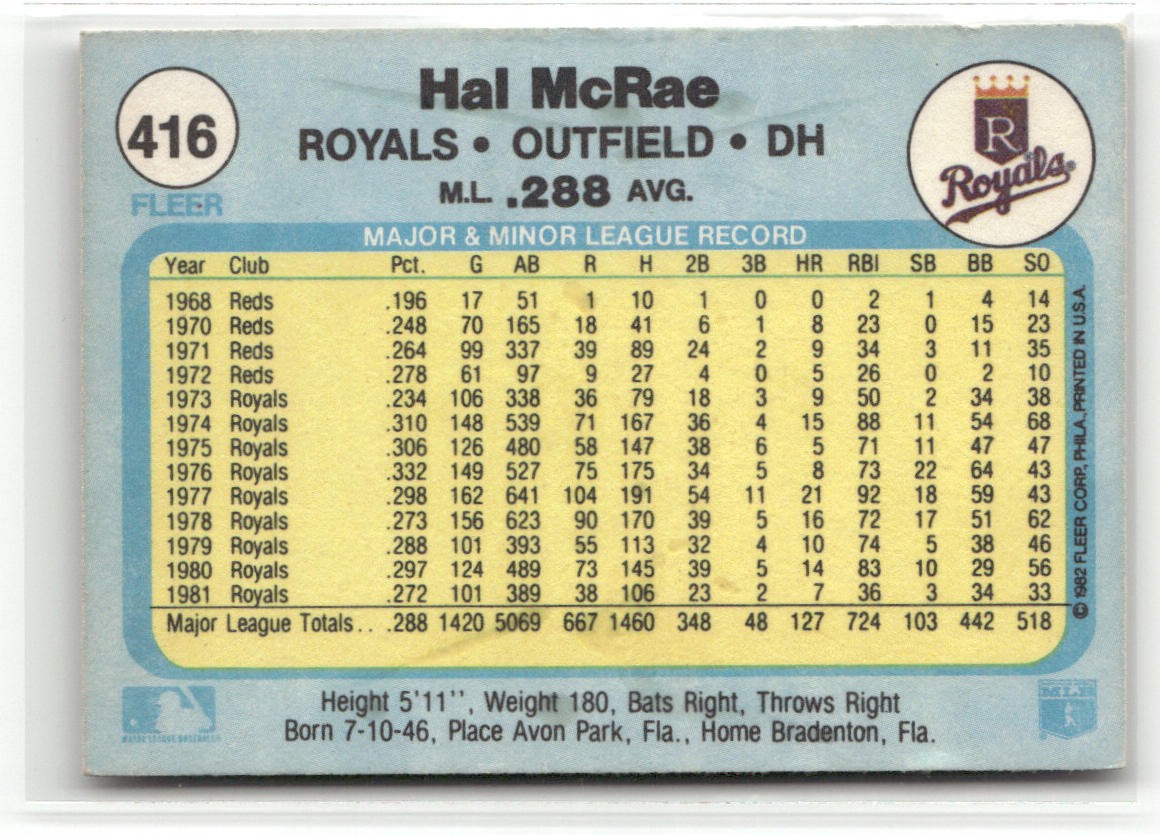 416
FLEER
Hal McRae
ROYALS • OUTFIELD • DH
M.L. .288 AVG.
R
Royals
MAJOR & MINOR LEAGUE RECORD
Year Club Pct. G AB R H 2B 3B HR RBI SB BB SO
1968 Reds .196 17 51 1 10 1 0 0 2 1 4 14
1970 Reds .248 70 165 18 41 6 1 8 23 0 15 23
1971 Reds .264 99 337 39 89 24 2 9 34 3 11 35
1972 Reds .278 61 97 9 27 4 0 5 26 0 2 10
1973 Royals .234 106 338 36 79 18 3 9 50 2 34 38
1974 Royals .310 148 539 71 167 36 4 15 88 11 54 68
1975 Royals .306 126 480 58 147 38 6 5 71 11 47 47
1976 Royals .332 149 527 75 175 34 5 8 73 22 64 43
1977 Royals .298 162 641 104 191 54 11 21 92 18 59 43
1978 Royals .273 156 623 90 170 39 5 16 72 17 51 62
1979 Royals .288 101 393 55 113 32 4 10 74 5 38 46
1980 Royals .297 124 489 73 145 39 5 14 83 10 29 56
1981 Royals .272 101 389 38 106 23 2 7 36 3 34 33
Major League Totals . . .288 1420 5069 667 1460 348 48 127 724 103 442 518
© 1982 FLEER CORP., PHILA., PRINTED IN U.S.A.
Height 5'11'', Weight 180, Bats Right, Throws Right
Born 7-10-46, Place Avon Park, Fla., Home Bradenton, Fla.
MAJOR LEAGUE BASEBALL
MLB